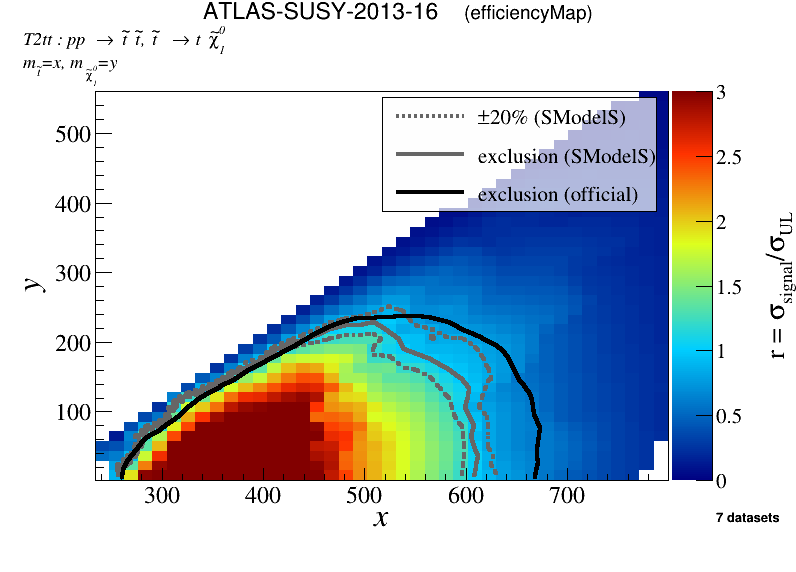 ATLAS-SUSY-2013-16 (efficiencyMap)
T2tt : pp → t̃ t̃, t̃ → t χ̃₁⁰
m_t̃=x, m_χ̃₁⁰=y
±20% (SModelS)
exclusion (SModelS)
exclusion (official)
500
400
300
200
100
y
300 400 500 600 700
x
3
2.5
2
1.5
1
0.5
0
r = σ_signal/σ_UL
7 datasets